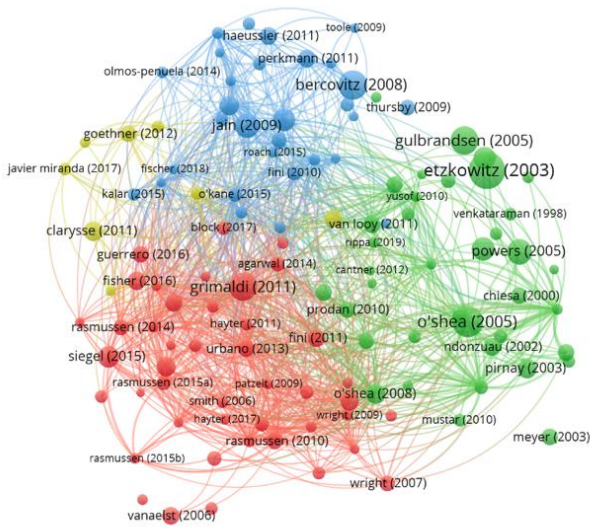 toole (2009)
haeussler (2011)
perkmann (2011)
olmos-penuela (2014)
bercovitz (2008)
thursby (2009)
jain (2009)
goethner (2012)
gulbrandsen (2005)
roach (2015)
javier miranda (2017)
fischer (2018)
fini (2010)
etzkowitz (2003)
kalar (2015)
o'kane (2015)
yusof (2010)
venkataraman (1998)
clarysse (2011)
block (2017)
van looy (2011)
rippa (2019)
powers (2005)
guerrero (2016)
agarwal (2014)
cantner (2012)
fisher (2016)
grimaldi (2011)
chiesa (2000)
prodan (2010)
rasmussen (2014)
hayter (2011)
o'shea (2005)
fini (2011)
siegel (2015)
urbano (2013)
ndonzuau (2002)
pirnay (2003)
rasmussen (2015a)
patzelt (2009)
smith (2006)
o'shea (2008)
hayter (2017)
wright (2009)
mustar (2010)
rasmussen (2010)
meyer (2003)
rasmussen (2015b)
wright (2007)
vanaelst (2006)